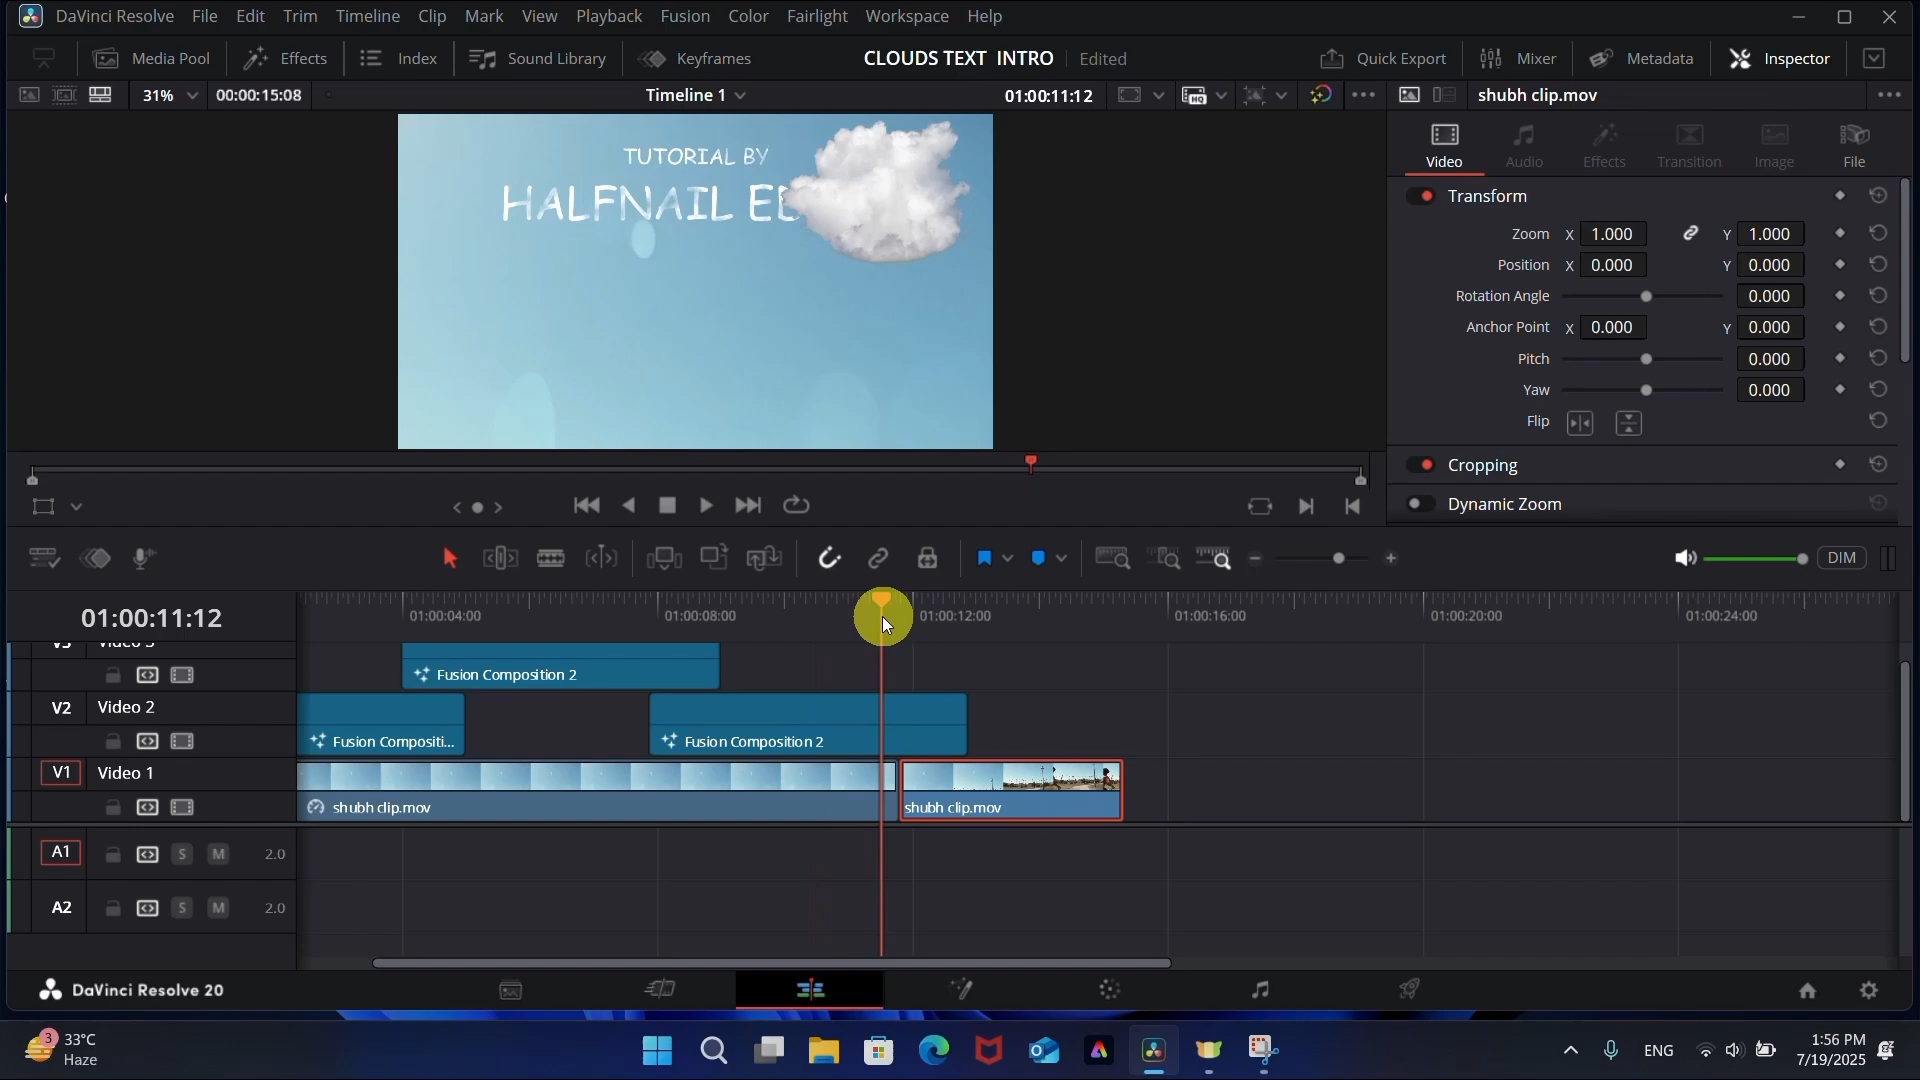 DaVinci Resolve File Edit Trim Timeline Clip Mark View Playback Fusion Color Fairlight Workspace Help
Media Pool Effects Index Sound Library Keyframes CLOUDS TEXT INTRO Edited Quick Export Mixer Metadata Inspector
31% 00:00:15:08 Timeline 1 01:00:11:12 HQ shubh clip.mov
TUTORIAL BY
HALFNAIL
Video Audio Effects Transition Image File
Transform
Zoom X 1.000 Y 1.000
Position X 0.000 Y 0.000
Rotation Angle 0.000
Anchor Point X 0.000 Y 0.000
Pitch 0.000
Yaw 0.000
Flip
Cropping
Dynamic Zoom
DIM
01:00:11:12
01:00:04:00 01:00:08:00 01:00:12:00 01:00:16:00 01:00:20:00 01:00:24:00
Fusion Composition 2
V2 Video 2
Fusion Compositi... Fusion Composition 2
V1 Video 1
shubh clip.mov shubh clip.mov
A1 S M 2.0
A2 S M 2.0
DaVinci Resolve 20
3 33°C
Haze
ENG
1:56 PM
7/19/2025